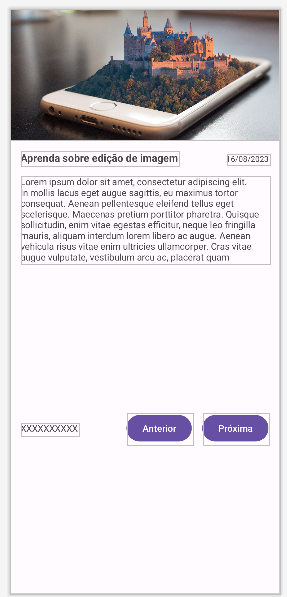 Aprenda sobre edição de imagem
16/08/2023
Lorem ipsum dolor sit amet, consectetur adipiscing elit.
In mollis lacus eget augue sagittis, eu maximus tortor
consequat. Aenean pellentesque eleifend tellus eget
scelerisque. Maecenas pretium porttitor pharetra. Quisque
sollicitudin, enim vitae egestas efficitur, neque leo fringilla
mauris, aliquam interdum lorem libero ac augue. Aenean
vehicula risus vitae enim ultricies ullamcorper. Cras vitae
augue vulputate, vestibulum arcu ac, placerat quam
XXXXXXXXXX
Anterior
Próxima